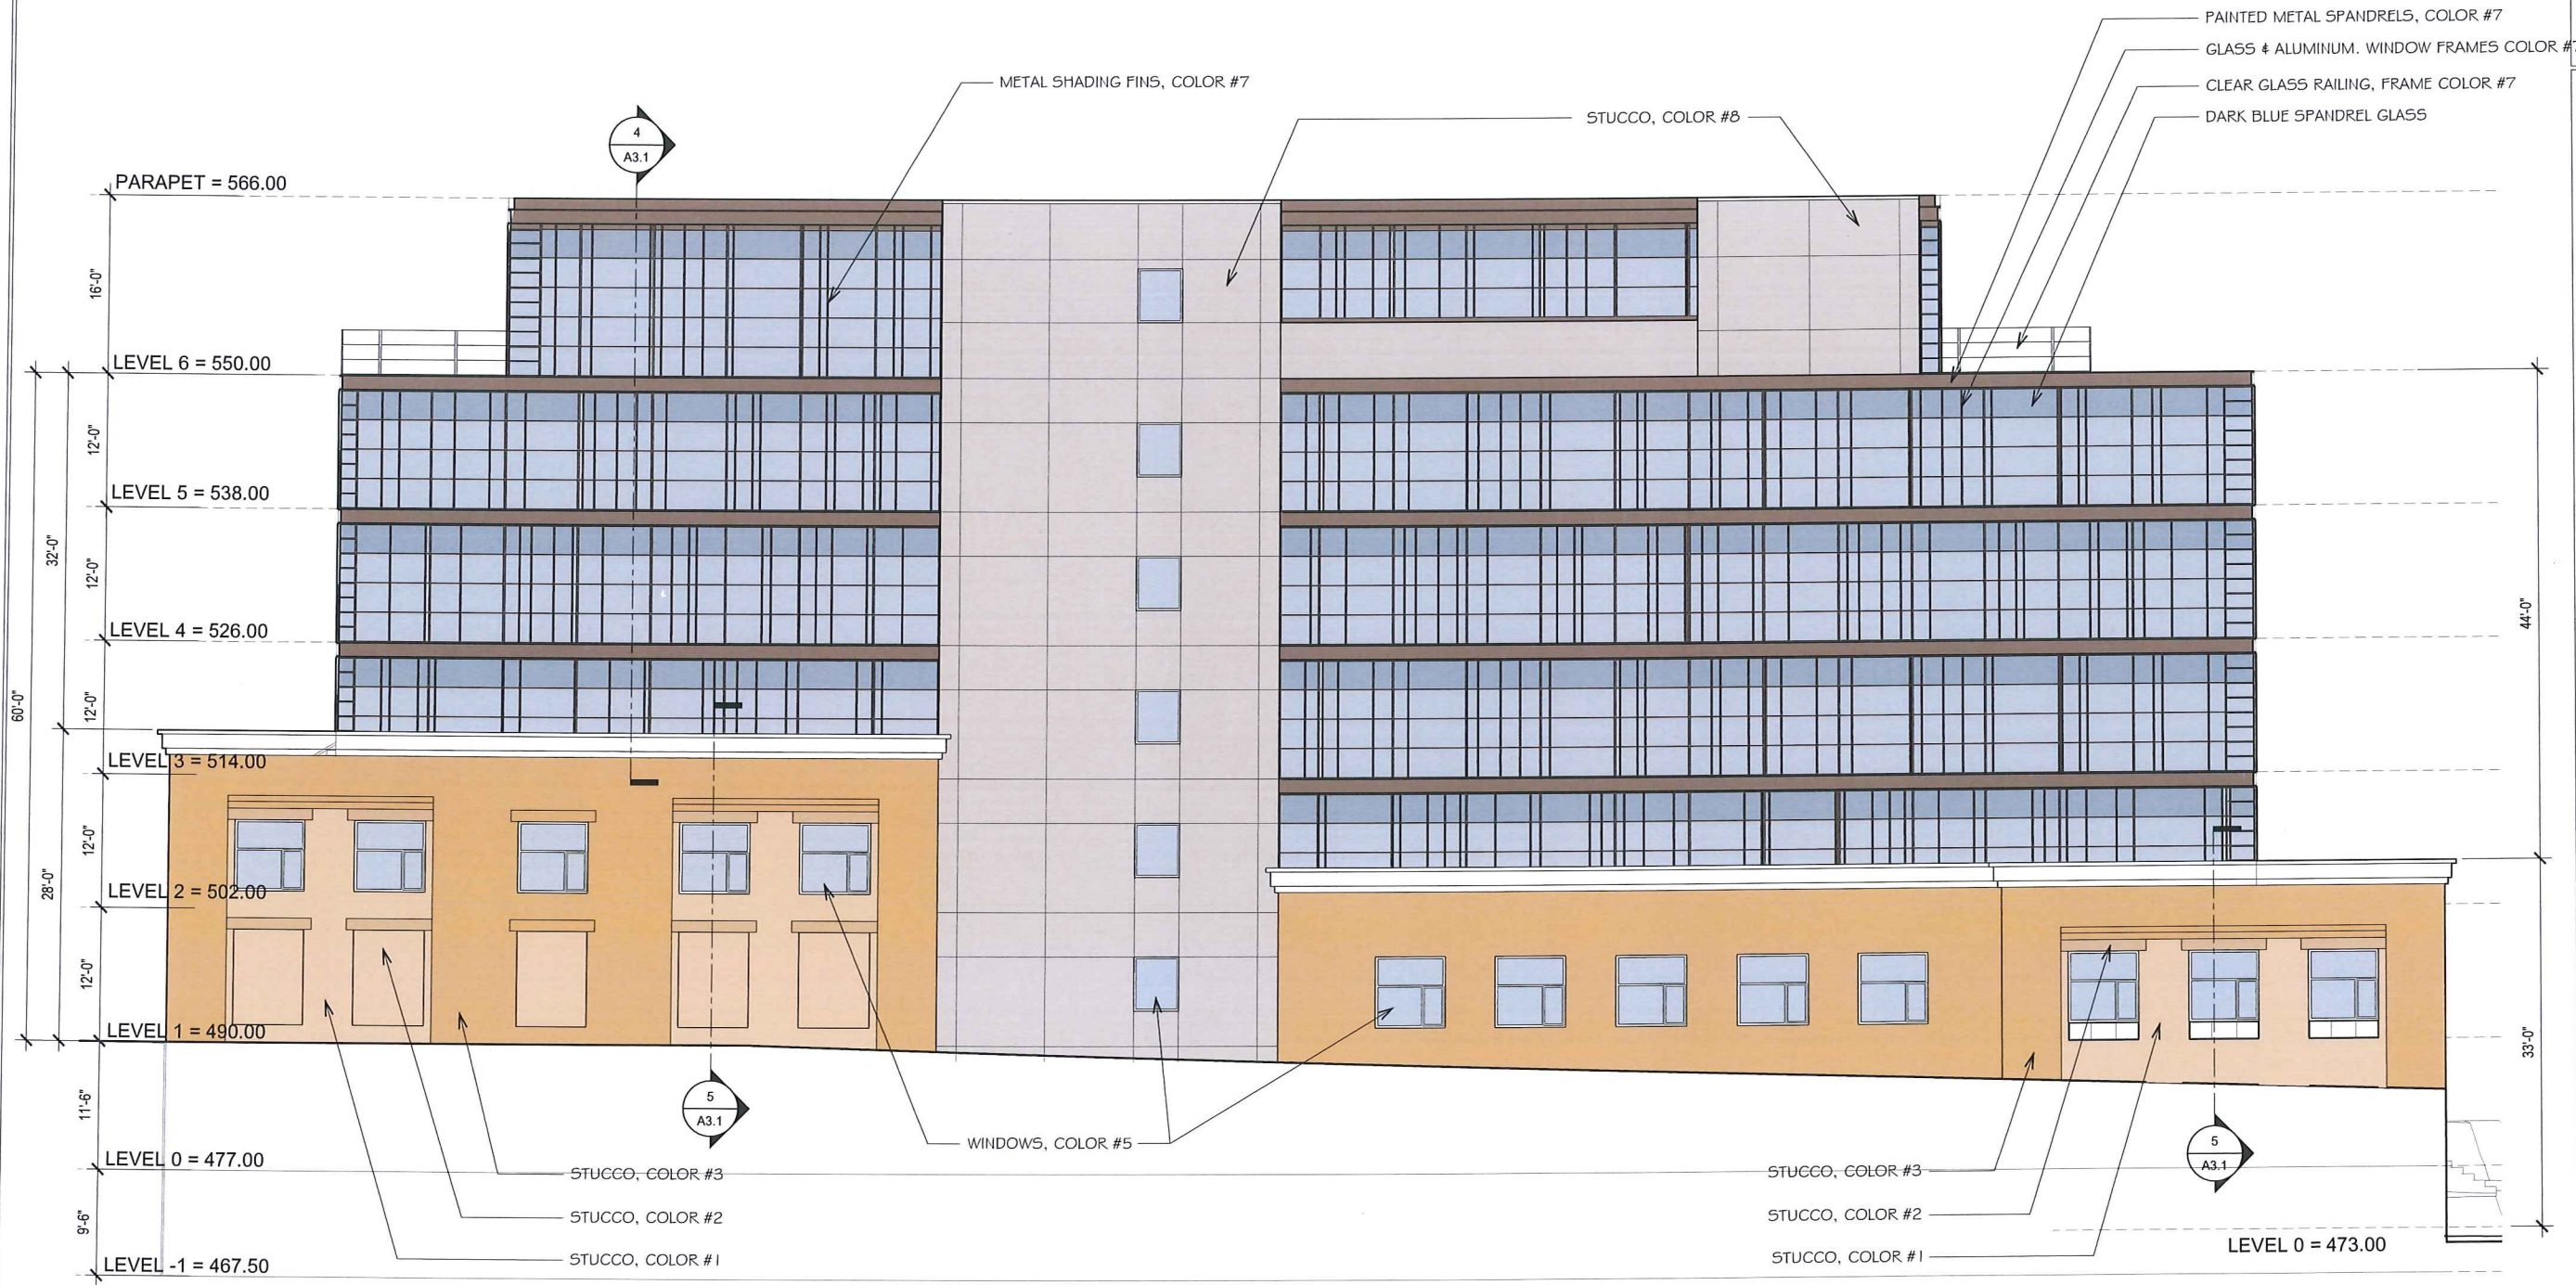 PAINTED METAL SPANDRELS, COLOR #7
GLASS & ALUMINUM. WINDOW FRAMES COLOR #7
METAL SHADING FINS, COLOR #7
CLEAR GLASS RAILING, FRAME COLOR #7
STUCCO, COLOR #8
DARK BLUE SPANDREL GLASS
4
A3.1
PARAPET = 566.00
16'-0"
LEVEL 6 = 550.00
12'-0"
LEVEL 5 = 538.00
32'-0"
12'-0"
44'-0"
LEVEL 4 = 526.00
60'-0"
12'-0"
LEVEL 3 = 514.00
12'-0"
28'-0"
LEVEL 2 = 502.00
12'-0"
LEVEL 1 = 490.00
33'-0"
11'-6"
5
A3.1
WINDOWS, COLOR #5
5
A3.1
LEVEL 0 = 477.00
STUCCO, COLOR #3
STUCCO, COLOR #3
9'-6"
STUCCO, COLOR #2
STUCCO, COLOR #2
LEVEL 0 = 473.00
STUCCO, COLOR #1
STUCCO, COLOR #1
LEVEL -1 = 467.50